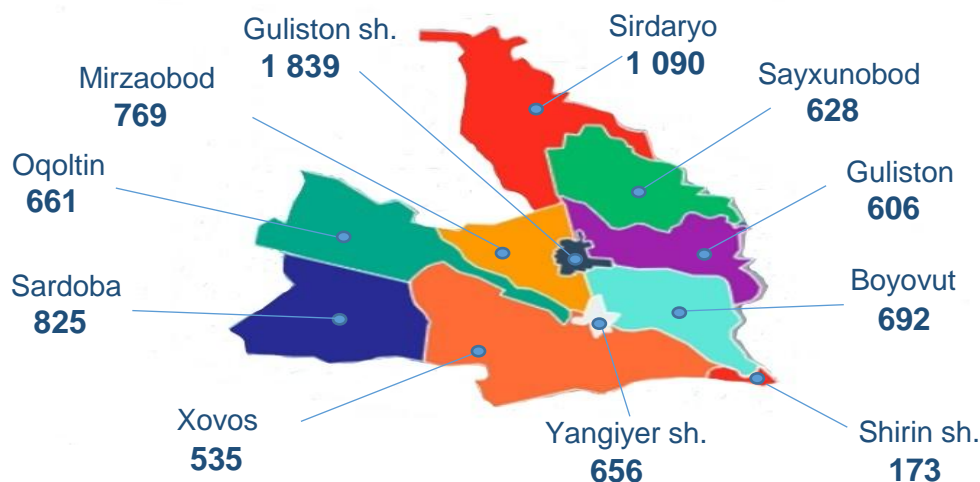 Guliston sh.
1 839
Sirdaryo
1 090
Mirzaobod
769
Sayxunobod
628
Oqoltin
661
Guliston
606
Sardoba
825
Boyovut
692
Xovos
535
Yangiyer sh.
656
Shirin sh.
173